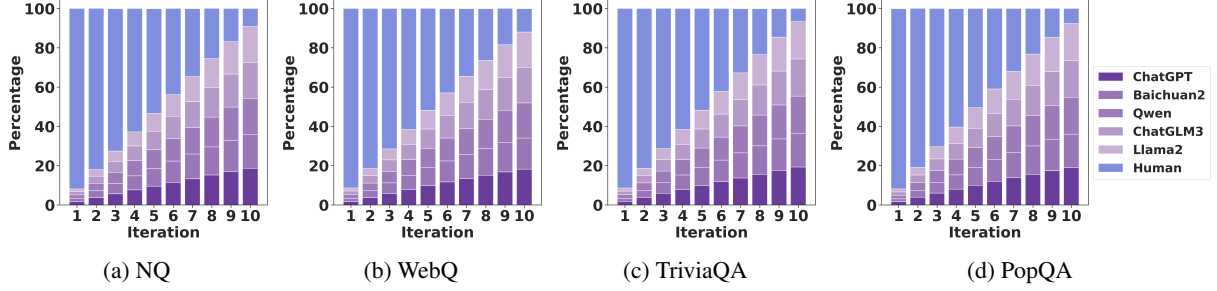 100
80
60
40
20
0
Percentage
1 2 3 4 5 6 7 8 9 10
Iteration
(a) NQ
100
80
60
40
20
0
Percentage
1 2 3 4 5 6 7 8 9 10
Iteration
(b) WebQ
100
80
60
40
20
0
Percentage
1 2 3 4 5 6 7 8 9 10
Iteration
(c) TriviaQA
100
80
60
40
20
0
Percentage
1 2 3 4 5 6 7 8 9 10
Iteration
(d) PopQA
ChatGPT
Baichuan2
Qwen
ChatGLM3
Llama2
Human